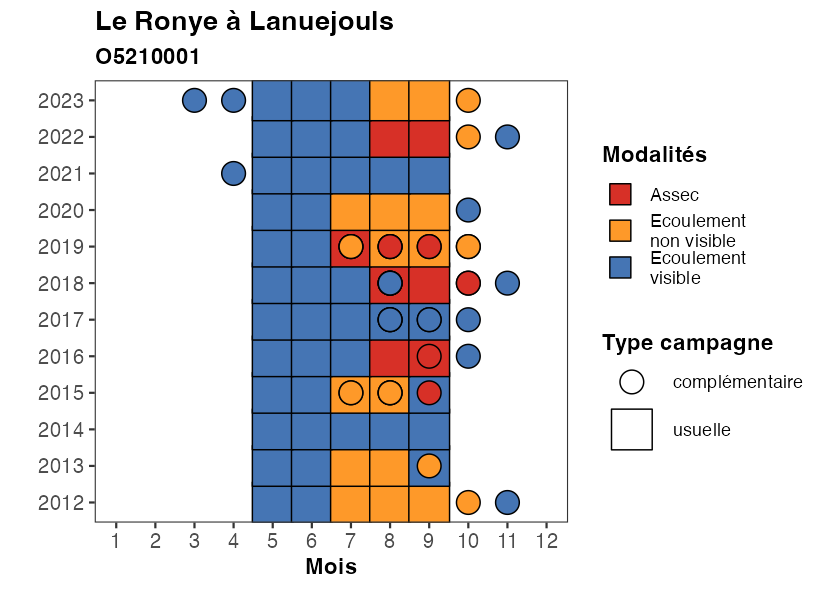 Le Ronye à Lanuejouls
O5210001
2023
2022
2021
2020
2019
2018
2017
2016
2015
2014
2013
2012
1 2 3 4 5 6 7 8 9 10 11 12
Mois
Modalités
Assec
Ecoulement
non visible
Ecoulement
visible
Type campagne
complémentaire
usuelle